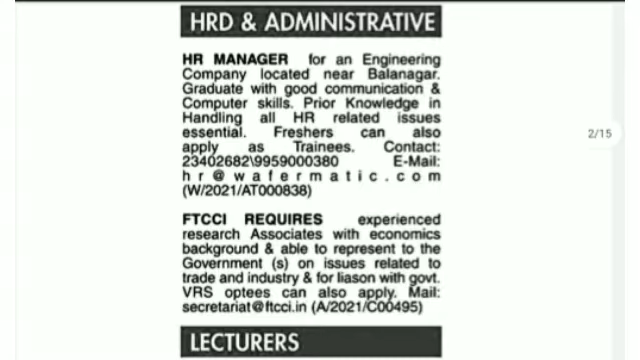 HRD & ADMINISTRATIVE
HR MANAGER for an Engineering
Company located near Balanagar.
Graduate with good communication &
Computer skills. Prior Knowledge in
Handling all HR related issues
essential. Freshers can also
apply as Trainees. Contact:
23402682\9959000380 E-Mail:
hr@wafermatic.com
(W/2021/AT000838)
FTCCI REQUIRES experienced
research Associates with economics
background & able to represent to the
Government (s) on issues related to
trade and industry & for liason with govt.
VRS optees can also apply. Mail:
secretariat@ftcci.in (A/2021/C00495)
LECTURERS
2/15